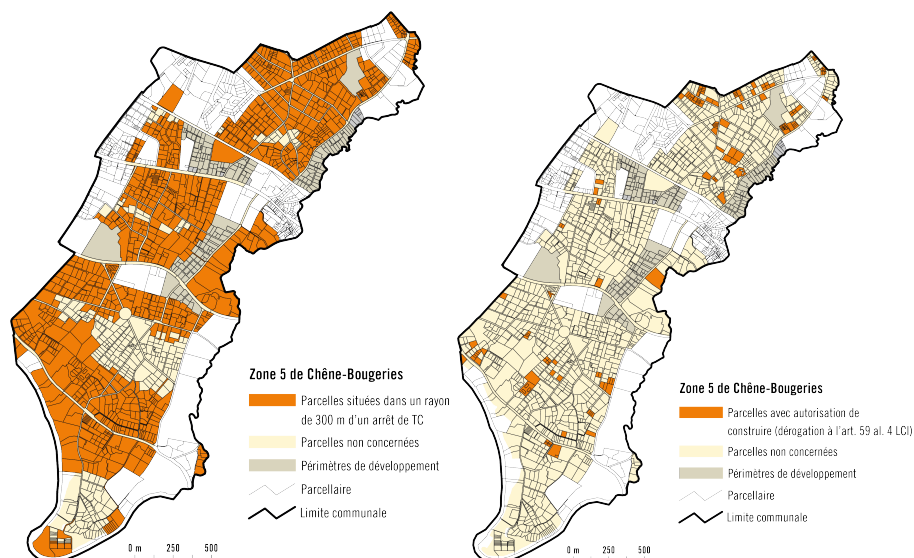 Zone 5 de Chêne-Bougeries
Parcelles situées dans un rayon
de 300 m d'un arrêt de TC
Parcelles non concernées
Périmètres de développement
Parcellaire
Limite communale
0 m 250 500
Zone 5 de Chêne-Bougeries
Parcelles avec autorisation de
construire (dérogation à l'art. 59 al. 4 LCI)
Parcelles non concernées
Périmètres de développement
Parcellaire
Limite communale
0 m 250 500